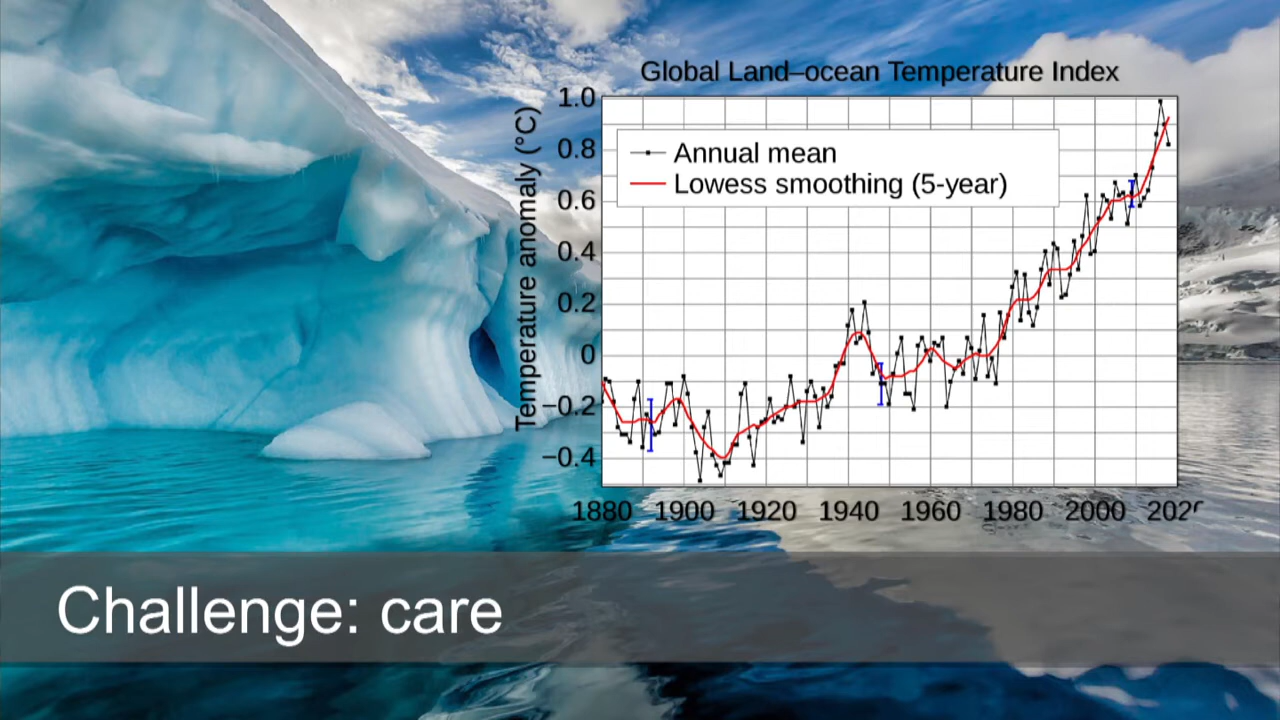 Global Land–ocean Temperature Index
Temperature anomaly (°C)
1.0
0.8
0.6
0.4
0.2
0
−0.2
−0.4
Annual mean
Lowess smoothing (5-year)
1880 1900 1920 1940 1960 1980 2000
Challenge: care